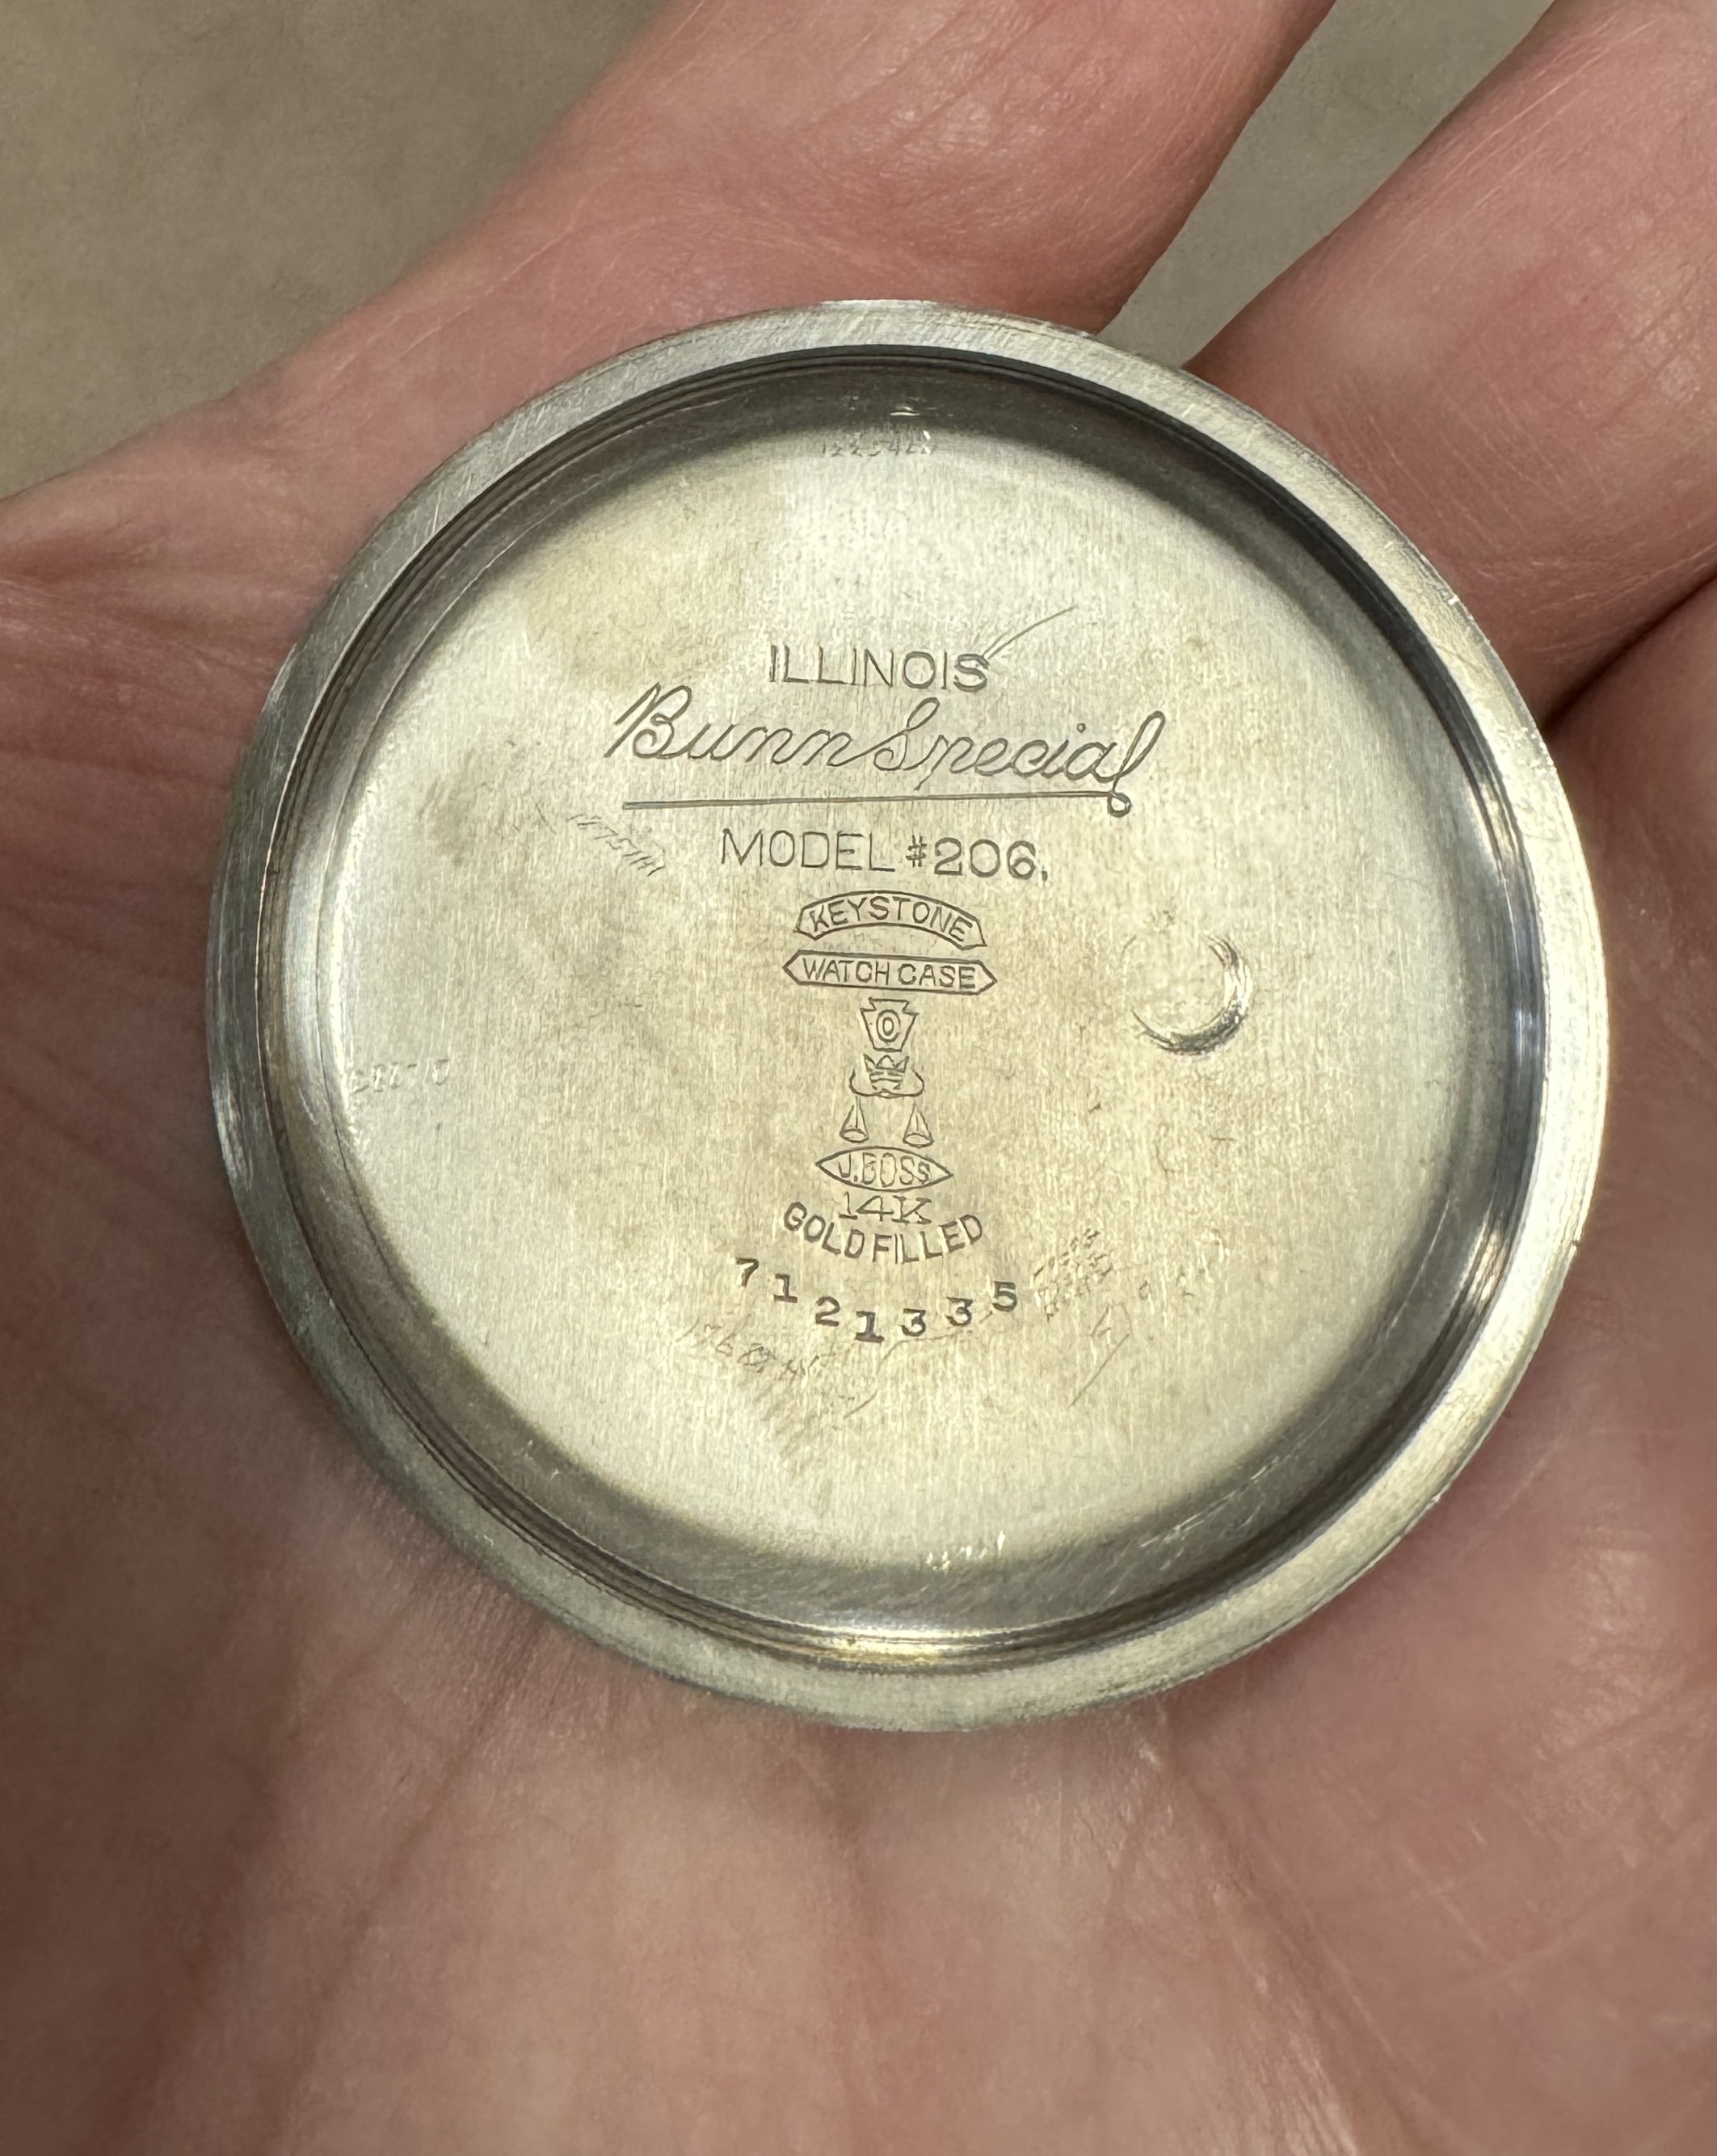 ILLINOIS
Bunn Special
MODEL #206.
KEYSTONE
WATCH CASE
J.BOSS
14K
GOLD FILLED
7121335